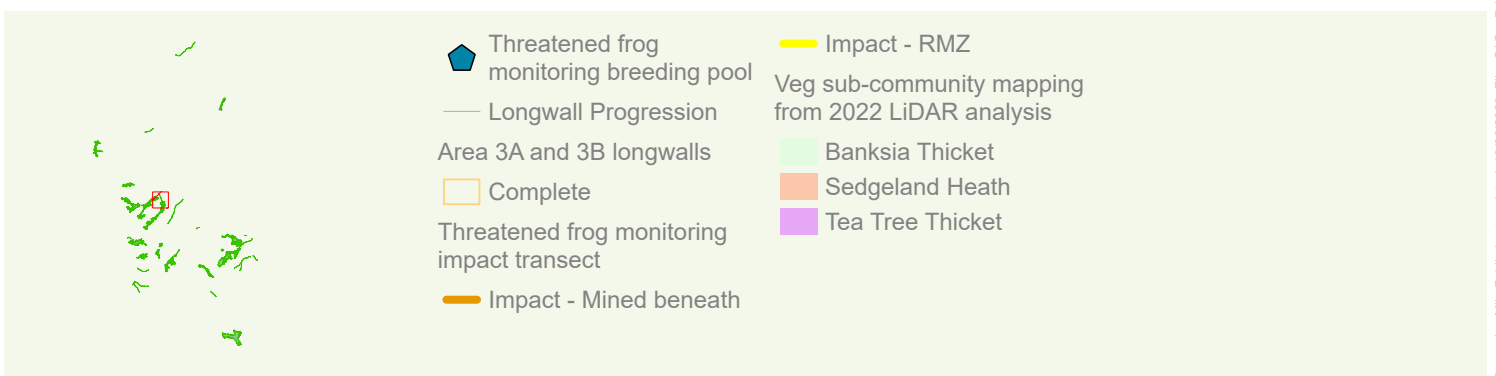 Threatened frog
monitoring breeding pool
Longwall Progression
Area 3A and 3B longwalls
Complete
Threatened frog monitoring
impact transect
Impact - Mined beneath
Impact - RMZ
Veg sub-community mapping
from 2022 LiDAR analysis
Banksia Thicket
Sedgeland Heath
Tea Tree Thicket